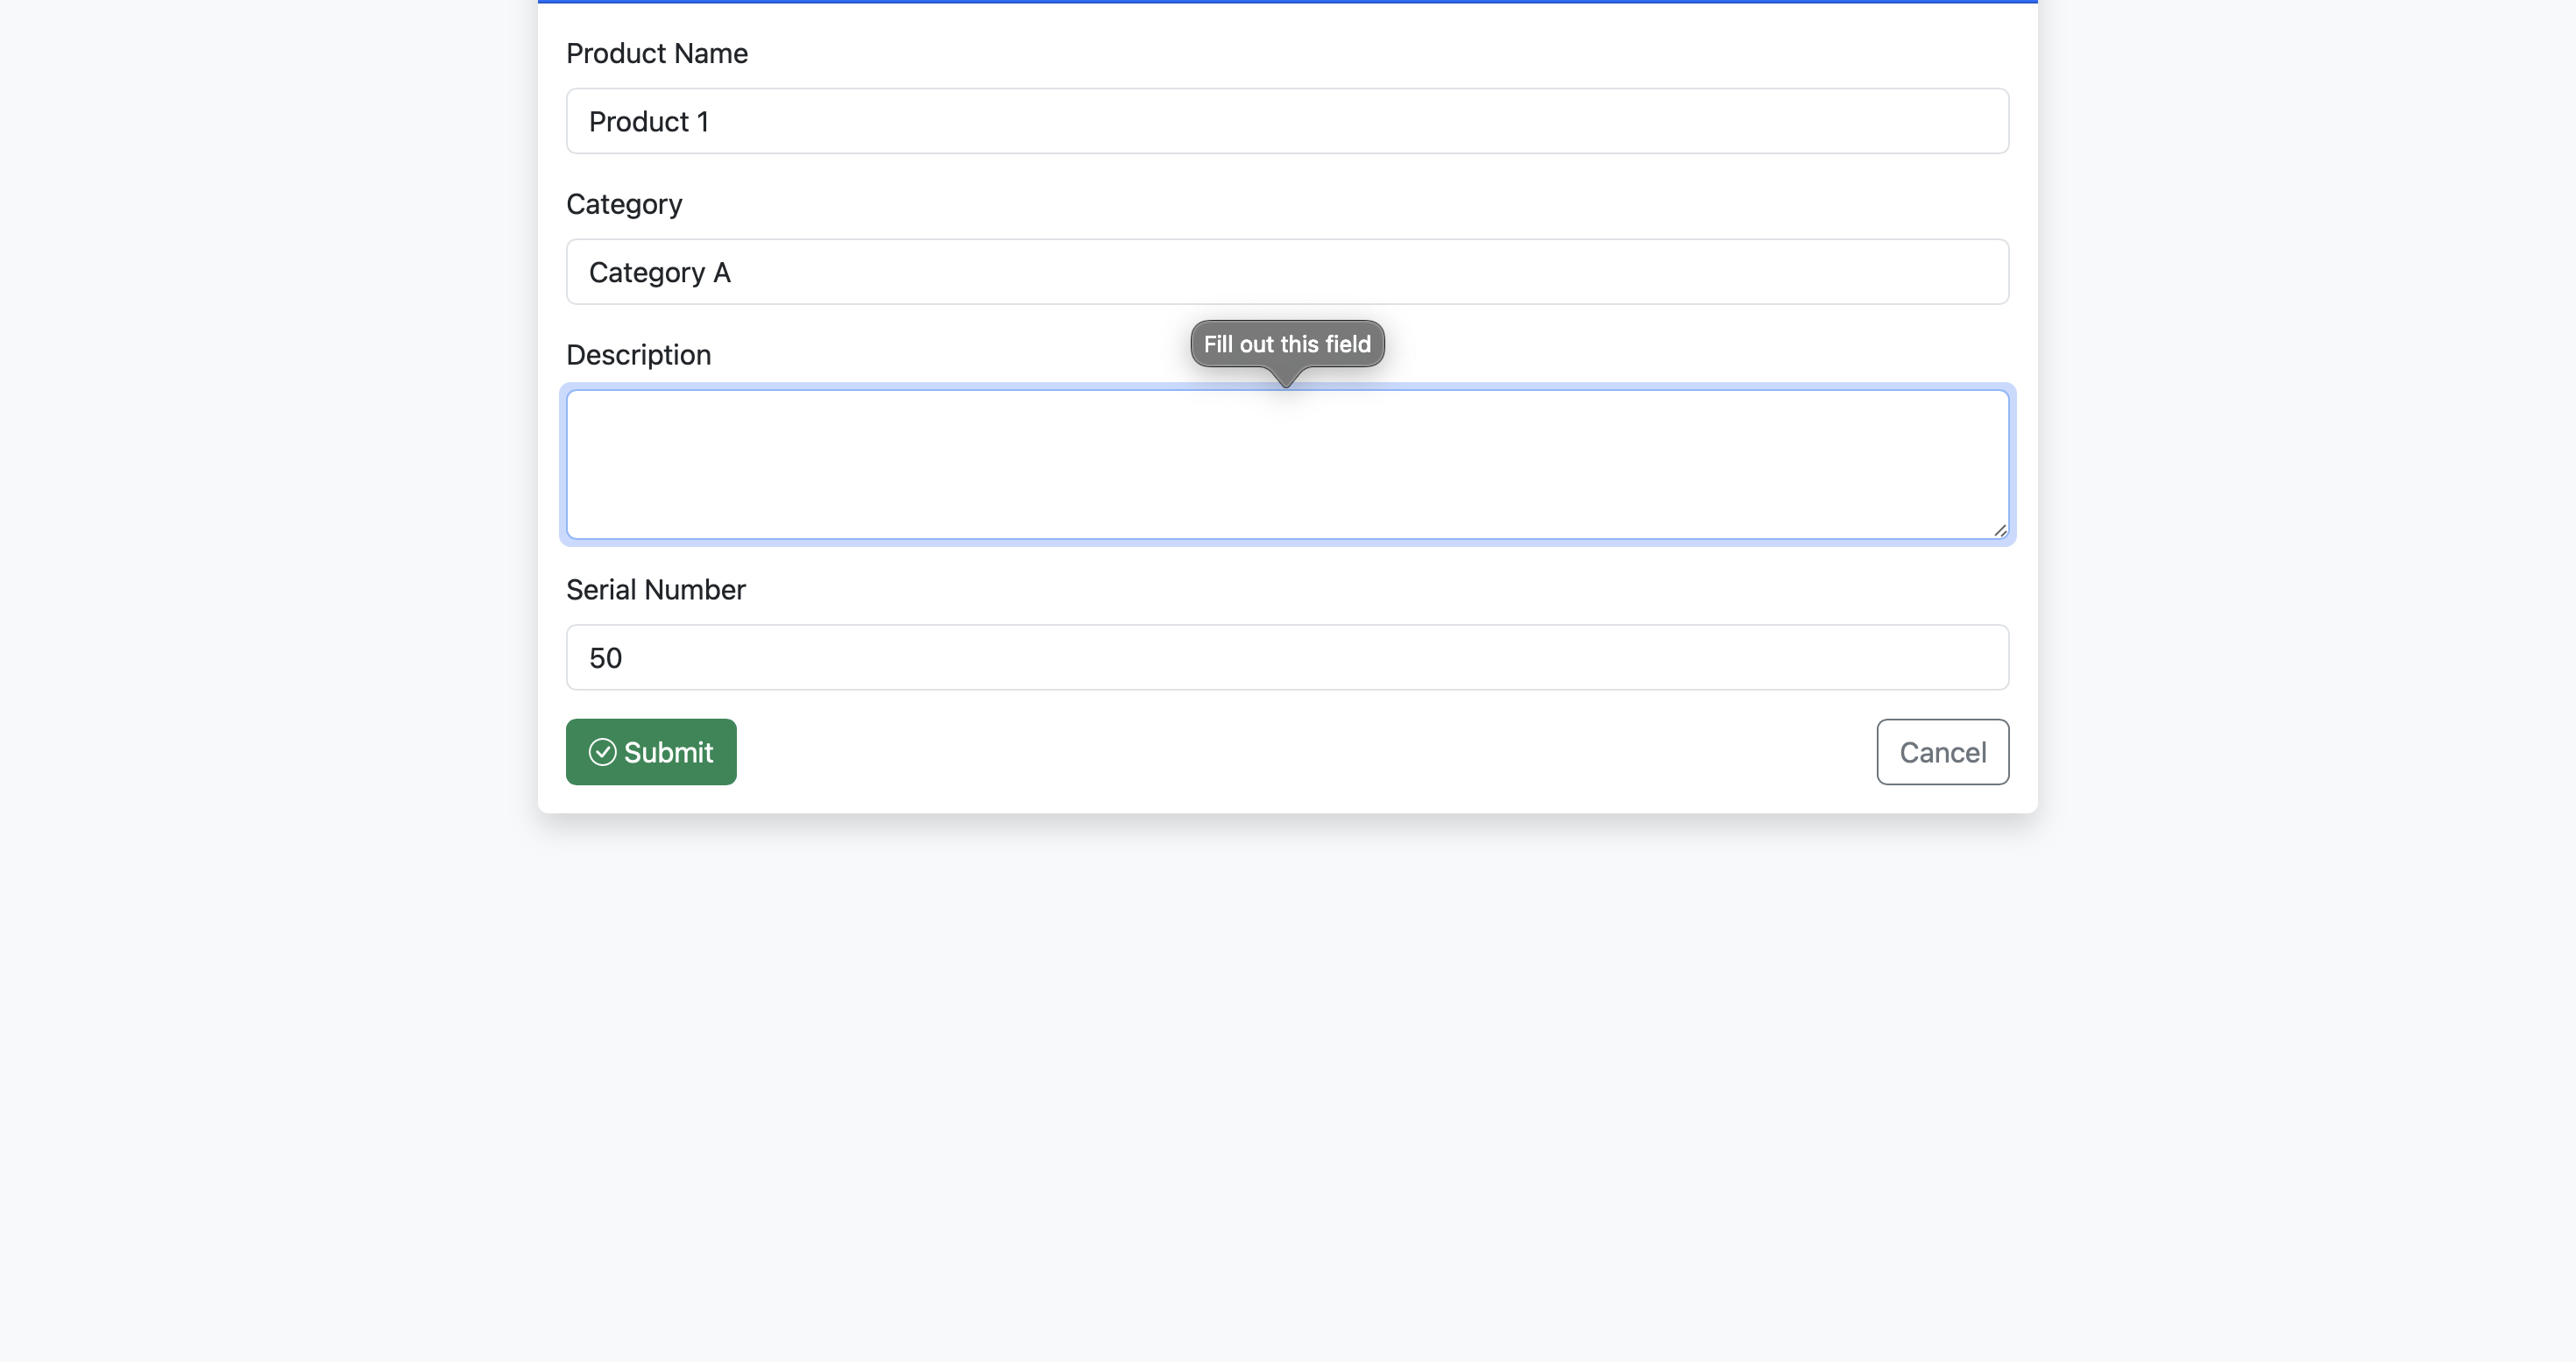 Product Name
Product 1
Category
Category A
Description
Fill out this field
Serial Number
50
Submit
Cancel